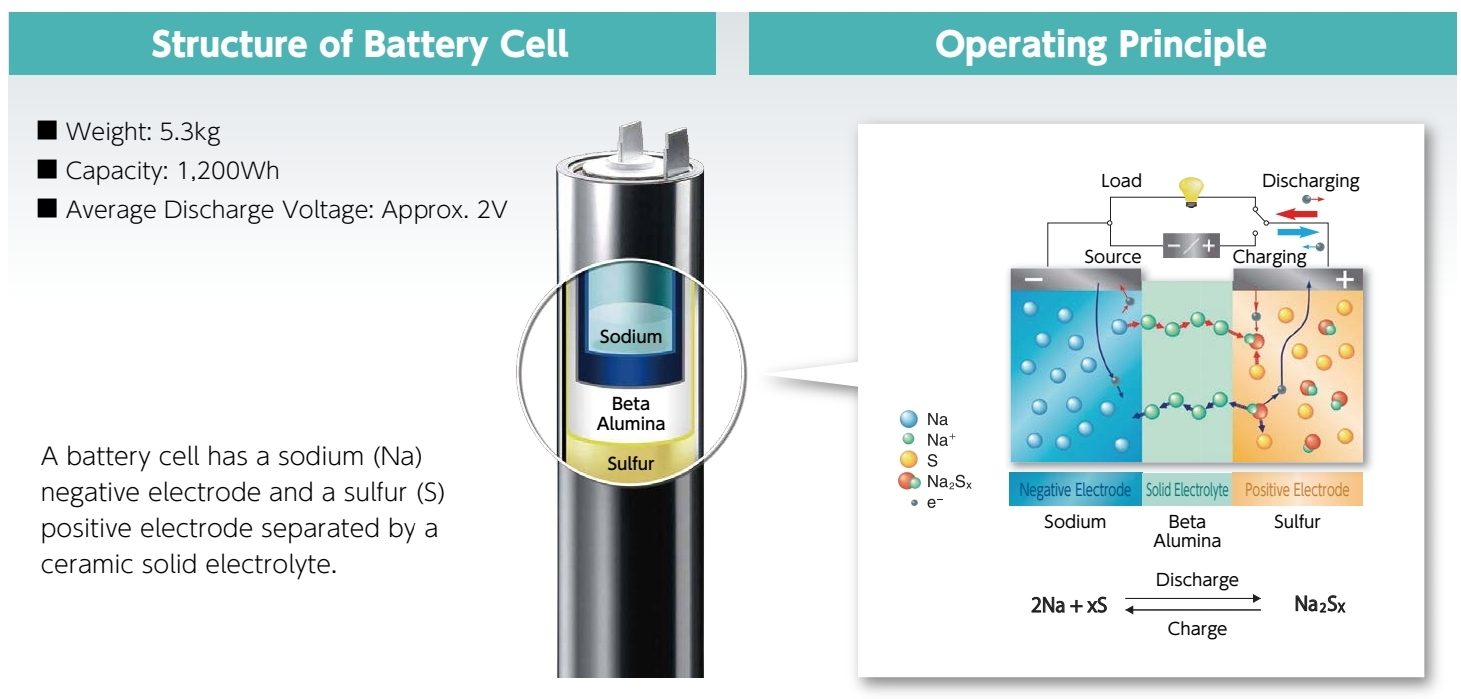 Structure of Battery Cell
■ Weight: 5.3kg
■ Capacity: 1,200Wh
■ Average Discharge Voltage: Approx. 2V
Sodium
Beta
Alumina
Sulfur
A battery cell has a sodium (Na)
negative electrode and a sulfur (S)
positive electrode separated by a
ceramic solid electrolyte.
Operating Principle
Load
Discharging
Source
Charging
− +
− +
Na
Na⁺
S
Na₂Sₓ
e⁻
Negative Electrode Solid Electrolyte Positive Electrode
Sodium Beta Sulfur
Alumina
Discharge
2Na + xS Na₂Sx
Charge